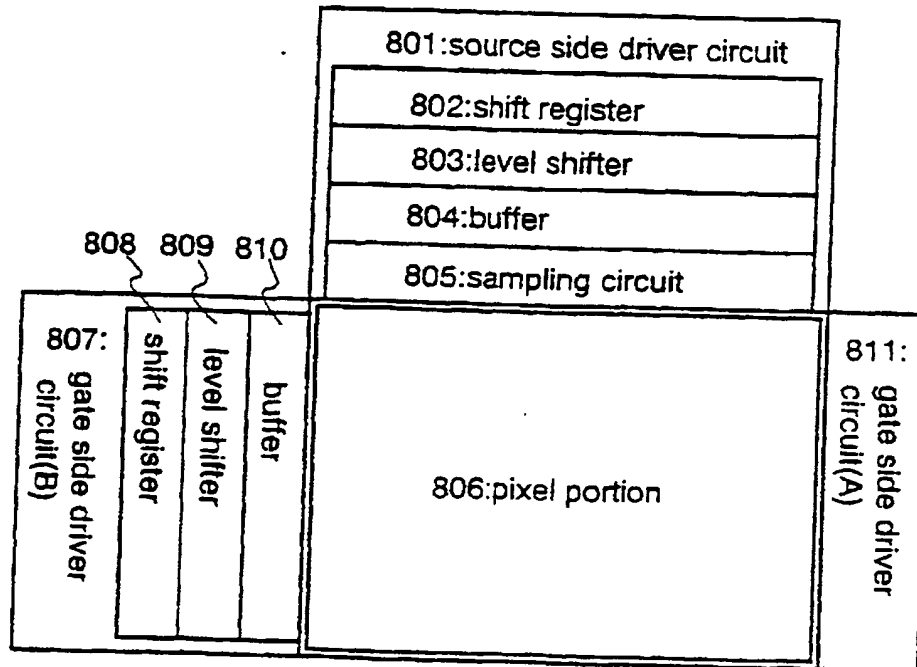 801:source side driver circuit
802:shift register
803:level shifter
804:buffer
805:sampling circuit
808 809 810
807:
gate side driver
circuit(B)
shift register
level shifter
buffer
806:pixel portion
811:
gate side driver
circuit(A)